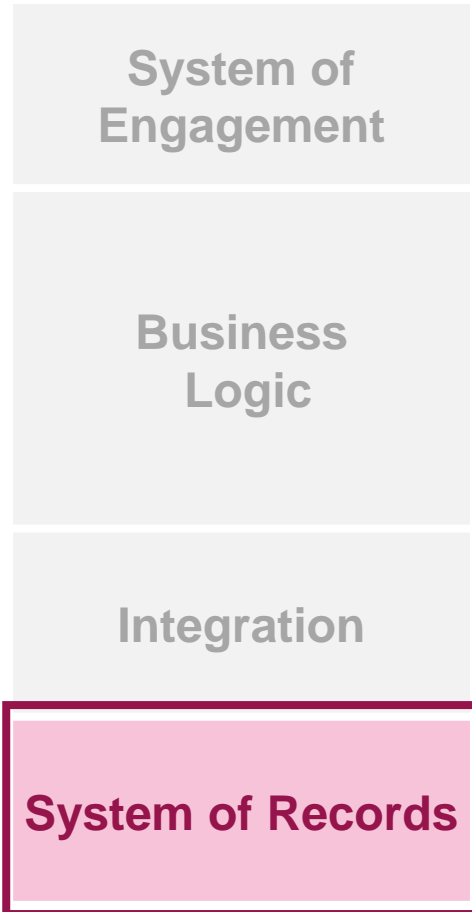 System of
Engagement
Business
Logic
Integration
System of Records